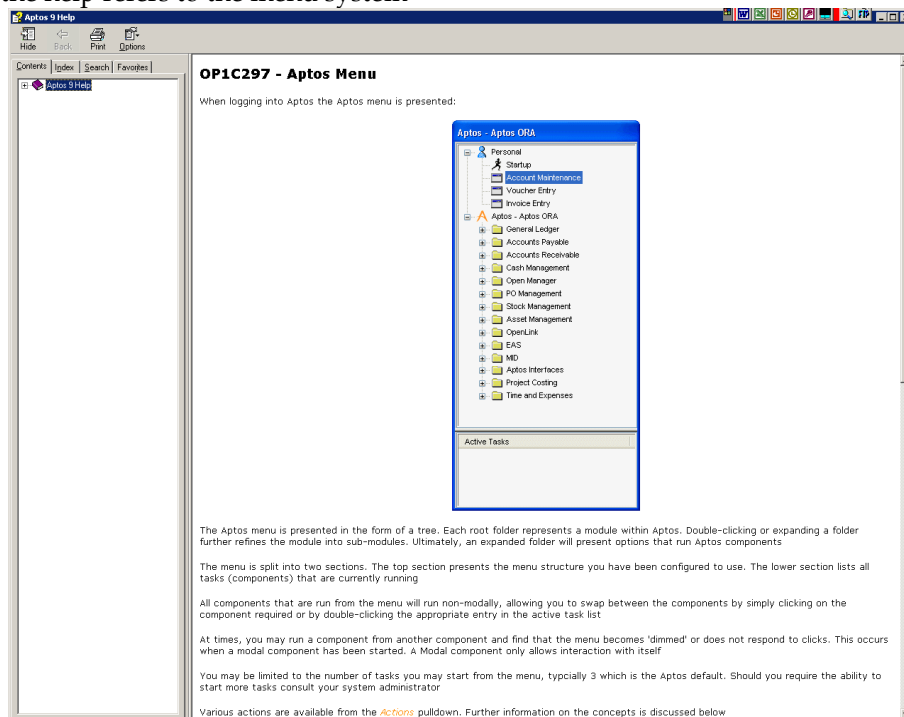 the help refers to the menu system
Aptos 9 Help
Hide Back Print Options
Contents Index Search Favorites
Aptos 9 Help
OP1C297 - Aptos Menu
When logging into Aptos the Aptos menu is presented:
Aptos - Aptos ORA
Personal
Startup
Account Maintenance
Voucher Entry
Invoice Entry
Aptos - Aptos ORA
General Ledger
Accounts Payable
Accounts Receivable
Cash Management
Open Manager
PO Management
Stock Management
Asset Management
OpenLink
EAS
MID
Aptos Interfaces
Project Costing
Time and Expenses
Active Tasks
The Aptos menu is presented in the form of a tree. Each root folder represents a module within Aptos. Double-clicking or expanding a folder
further refines the module into sub-modules. Ultimately, an expanded folder will present options that run Aptos components
The menu is split into two sections. The top section presents the menu structure you have been configured to use. The lower section lists all
tasks (components) that are currently running
All components that are run from the menu will run non-modally, allowing you to swap between the components by simply clicking on the
component required or by double-clicking the appropriate entry in the active task list
At times, you may run a component from another component and find that the menu becomes 'dimmed' or does not respond to clicks. This occurs
when a modal component has been started. A Modal component only allows interaction with itself
You may be limited to the number of tasks you may start from the menu, typcially 3 which is the Aptos default. Should you require the ability to
start more tasks consult your system administrator
Various actions are available from the Actions pulldown. Further information on the concepts is discussed below